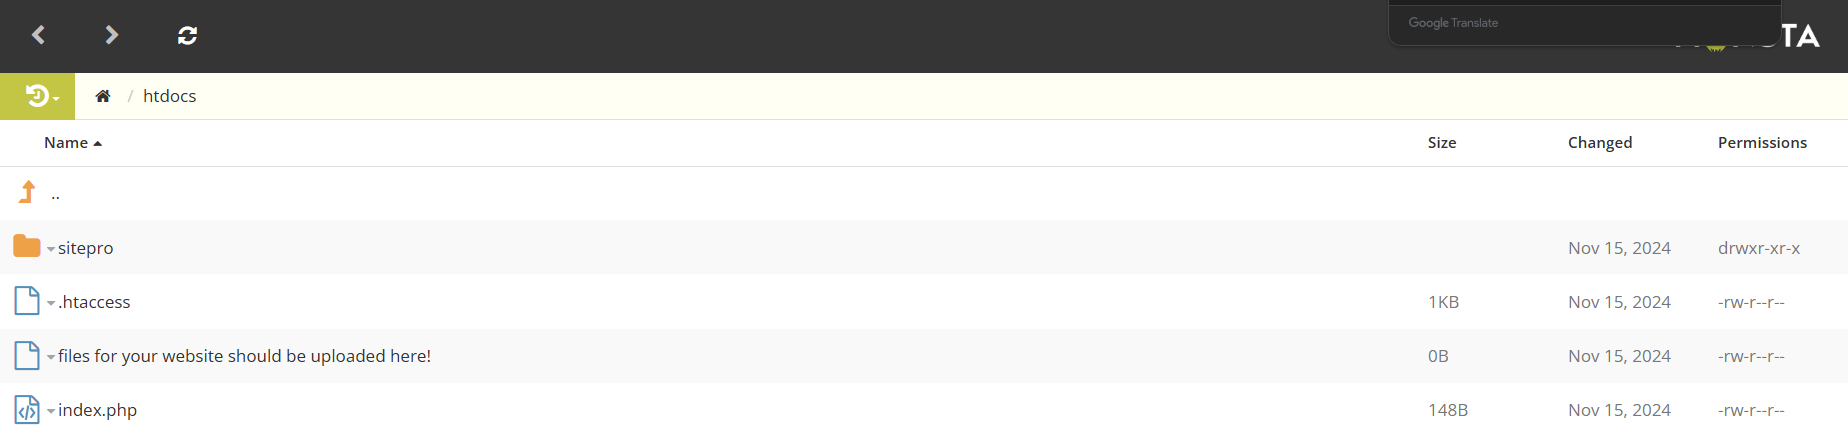 Google Translate
/ htdocs
Name Size Changed Permissions
..
sitepro Nov 15, 2024 drwxr-xr-x
.htaccess 1KB Nov 15, 2024 -rw-r--r--
files for your website should be uploaded here! 0B Nov 15, 2024 -rw-r--r--
index.php 148B Nov 15, 2024 -rw-r--r--